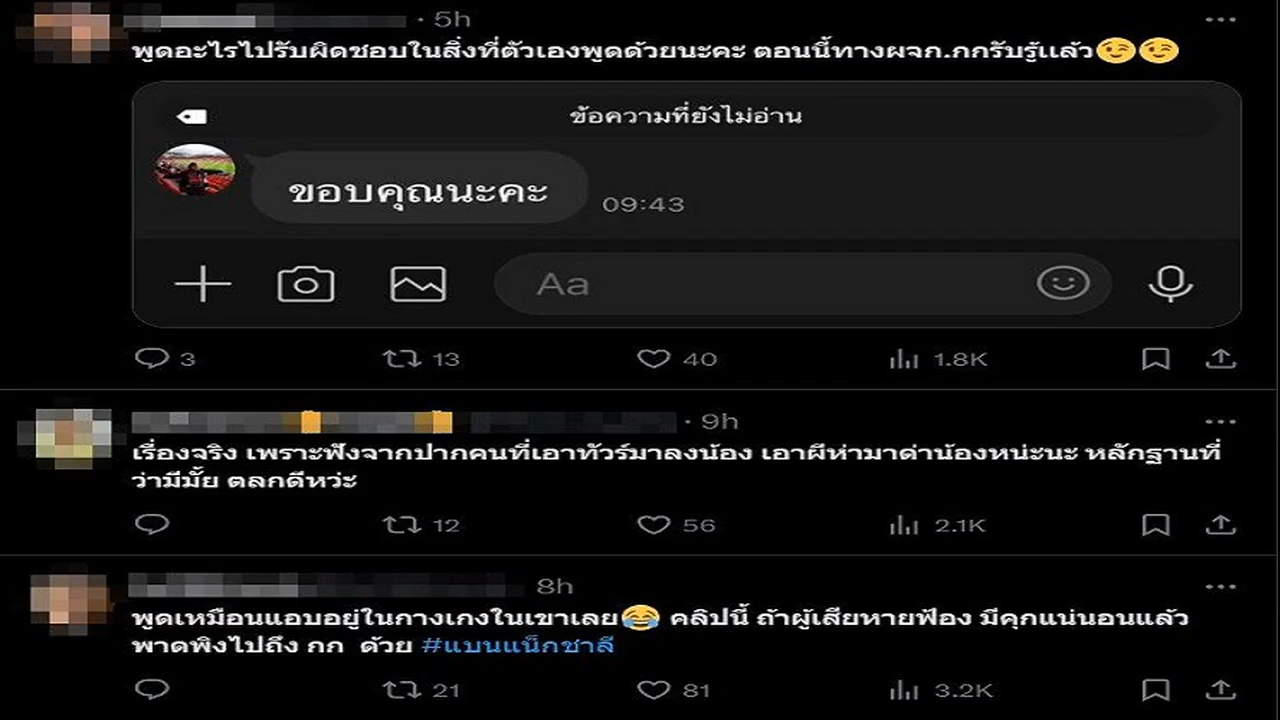 · 5h
พูดอะไรไปรับผิดชอบในสิ่งที่ตัวเองพูดด้วยนะคะ ตอนนี้ทางผจก.กกรับรู้แล้ว😉😉
ข้อความที่ยังไม่อ่าน
ขอบคุณนะคะ
09:43
Aa
3 13 40 1.8K
· 9h
เรื่องจริง เพราะฟังจากปากคนที่เอาทัวร์มาลงน้อง เอาผีห่ามาด่าน้องหน่ะนะ หลักฐานที่
ว่ามีมั้ย ตลกดีหว่ะ
12 56 2.1K
8h
พูดเหมือนแอบอยู่ในกางเกงในเขาเลย😂 คลิปนี้ ถ้าผู้เสียหายฟ้อง มีคุกแน่นอนแล้ว
พาดพิงไปถึง กก ด้วย #แบนแน็กชาลี
21 81 3.2K